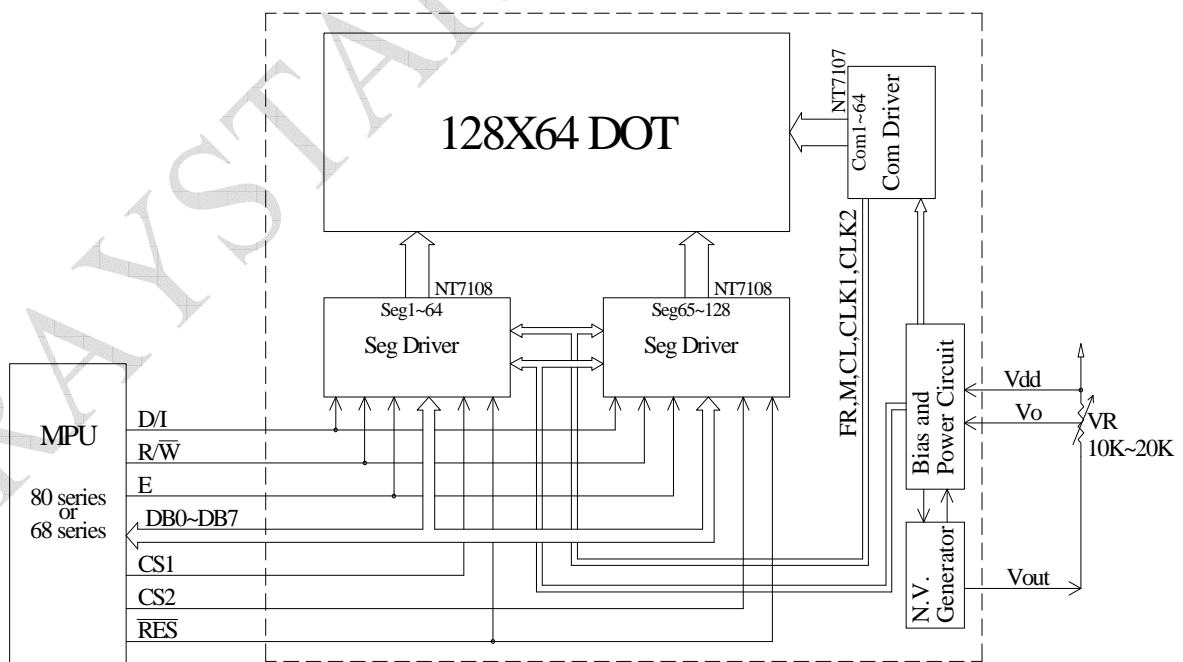 RAYSTAR
128X64 DOT
NT7107
Com1~64
Com Driver
FR,M,CL,CLK1,CLK2
NT7108
Seg1~64
Seg Driver
NT7108
Seg65~128
Seg Driver
MPU
80 series
or
68 series
D/I
R/W̅
E
DB0~DB7
CS1
CS2
R̅E̅S̅
Bias and
Power Circuit
N.V.
Generator
Vdd
Vo
VR
10K~20K
Vout